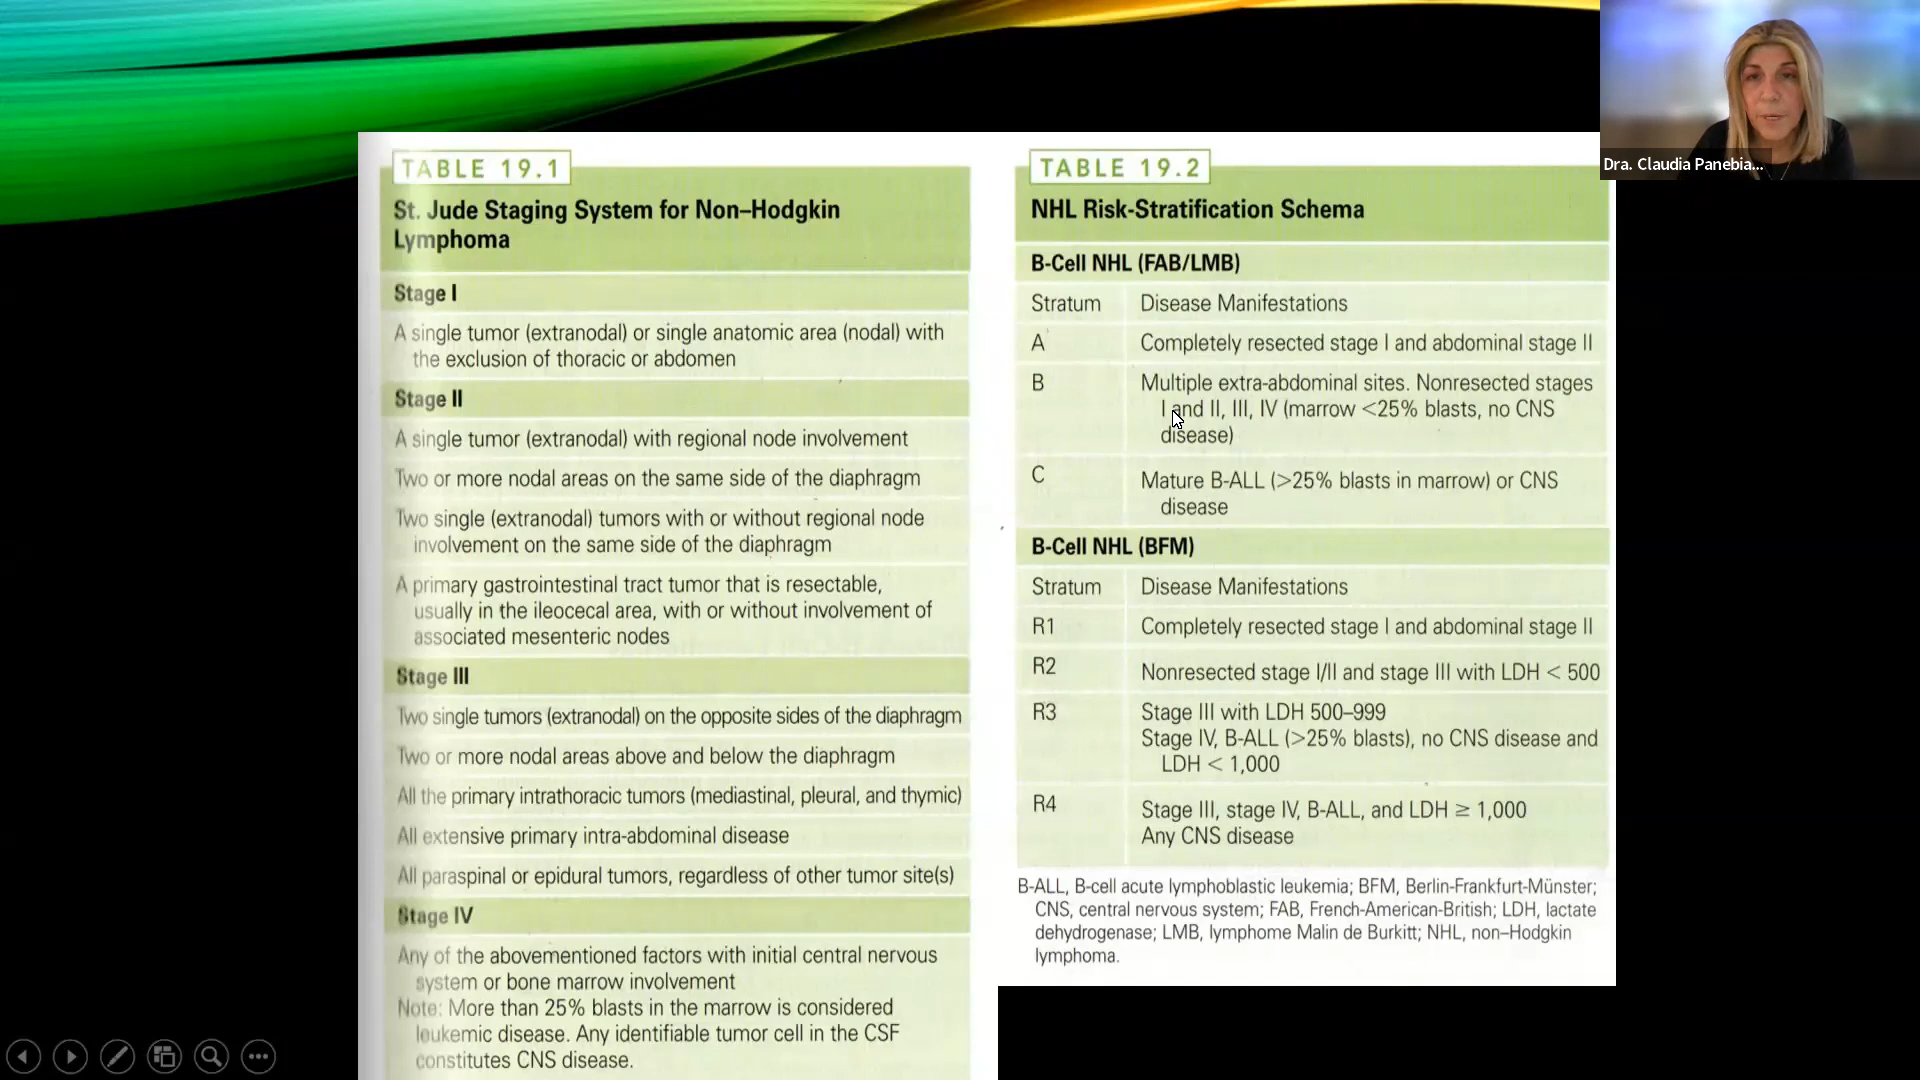 TABLE 19.1
St. Jude Staging System for Non–Hodgkin
Lymphoma
Stage I
A single tumor (extranodal) or single anatomic area (nodal) with
the exclusion of thoracic or abdomen
Stage II
A single tumor (extranodal) with regional node involvement
Two or more nodal areas on the same side of the diaphragm
Two single (extranodal) tumors with or without regional node
involvement on the same side of the diaphragm
A primary gastrointestinal tract tumor that is resectable,
usually in the ileocecal area, with or without involvement of
associated mesenteric nodes
Stage III
Two single tumors (extranodal) on the opposite sides of the diaphragm
Two or more nodal areas above and below the diaphragm
All the primary intrathoracic tumors (mediastinal, pleural, and thymic)
All extensive primary intra-abdominal disease
All paraspinal or epidural tumors, regardless of other tumor site(s)
Stage IV
Any of the abovementioned factors with initial central nervous
system or bone marrow involvement
Note: More than 25% blasts in the marrow is considered
leukemic disease. Any identifiable tumor cell in the CSF
constitutes CNS disease.
TABLE 19.2
NHL Risk-Stratification Schema
B-Cell NHL (FAB/LMB)
Stratum Disease Manifestations
A Completely resected stage I and abdominal stage II
B Multiple extra-abdominal sites. Nonresected stages
I and II, III, IV (marrow <25% blasts, no CNS
disease)
C Mature B-ALL (>25% blasts in marrow) or CNS
disease
B-Cell NHL (BFM)
Stratum Disease Manifestations
R1 Completely resected stage I and abdominal stage II
R2 Nonresected stage I/II and stage III with LDH < 500
R3 Stage III with LDH 500–999
Stage IV, B-ALL (>25% blasts), no CNS disease and
LDH < 1,000
R4 Stage III, stage IV, B-ALL, and LDH ≥ 1,000
Any CNS disease
B-ALL, B-cell acute lymphoblastic leukemia; BFM, Berlin-Frankfurt-Münster;
CNS, central nervous system; FAB, French-American-British; LDH, lactate
dehydrogenase; LMB, lymphome Malin de Burkitt; NHL, non–Hodgkin
lymphoma.
Dra. Claudia Panebia...